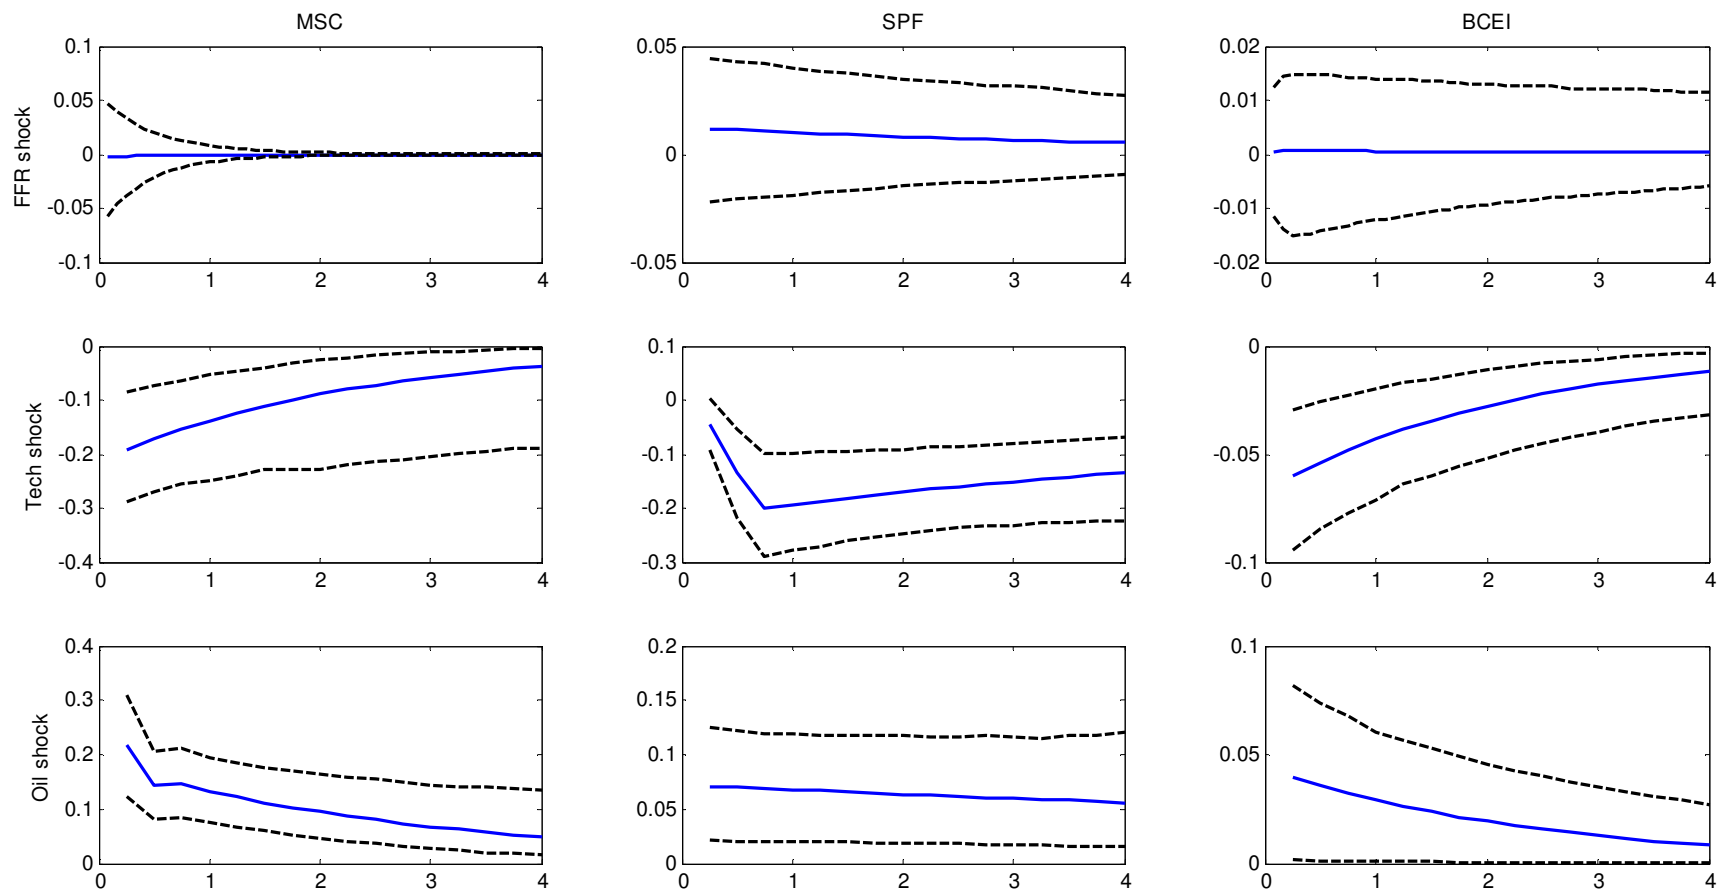 MSC SPF BCEI
0.1 0.05 0.02
0.05 0.01
FFR shock 0 0 0
-0.05 -0.01
-0.1 -0.05 -0.02
0 1 2 3 4 0 1 2 3 4 0 1 2 3 4
0 0.1 0
-0.1 0
Tech shock -0.2 -0.1 -0.05
-0.3 -0.2
-0.4 -0.3 -0.1
0 1 2 3 4 0 1 2 3 4 0 1 2 3 4
0.4 0.2 0.1
0.3 0.15
Oil shock 0.2 0.1 0.05
0.1 0.05
0 0 0
0 1 2 3 4 0 1 2 3 4 0 1 2 3 4